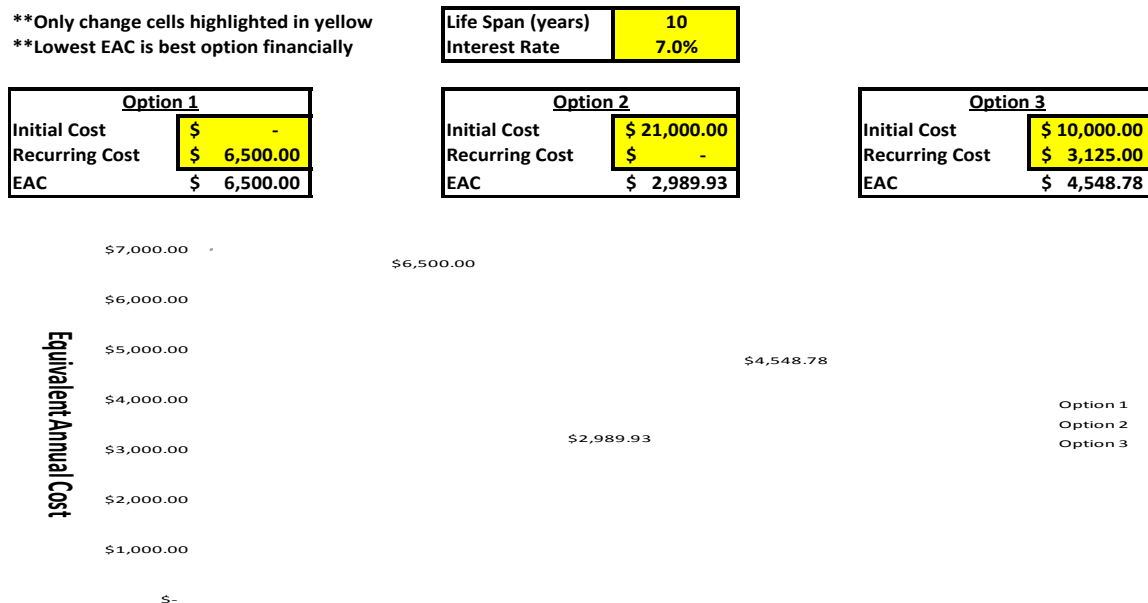 **Only change cells highlighted in yellow
**Lowest EAC is best option financially
Life Span (years) 10
Interest Rate 7.0%
Option 1
Initial Cost $ -
Recurring Cost $ 6,500.00
EAC $ 6,500.00
Option 2
Initial Cost $ 21,000.00
Recurring Cost $ -
EAC $ 2,989.93
Option 3
Initial Cost $ 10,000.00
Recurring Cost $ 3,125.00
EAC $ 4,548.78
Equivalent Annual Cost
$7,000.00
$6,000.00
$5,000.00
$4,000.00
$3,000.00
$2,000.00
$1,000.00
$-
$6,500.00
$2,989.93
$4,548.78
Option 1
Option 2
Option 3